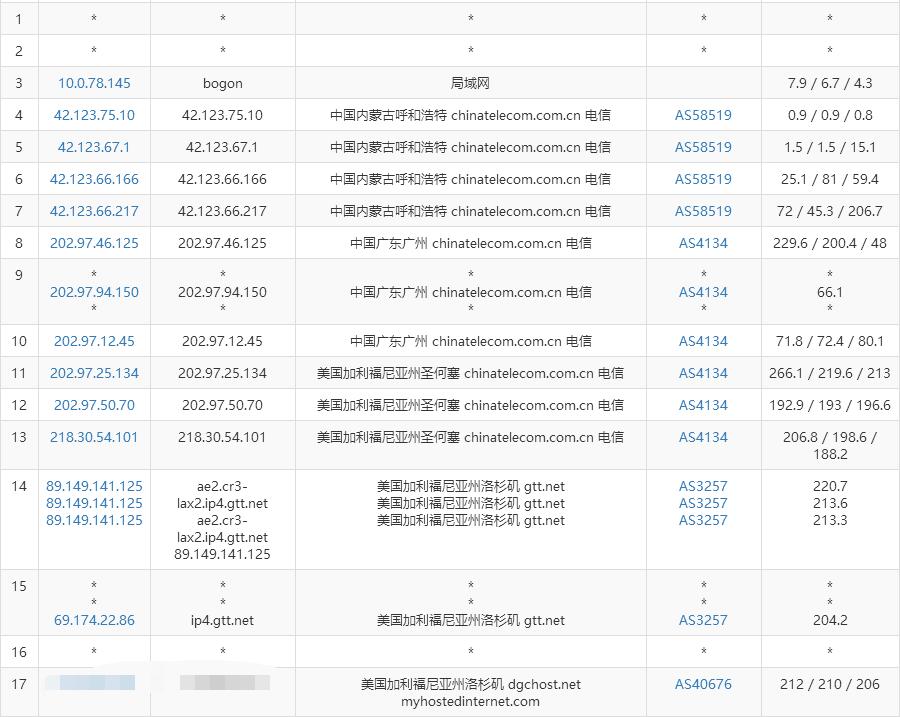 1 * * * * *
2 * * * * *
3 10.0.78.145 bogon 局域网 7.9 / 6.7 / 4.3
4 42.123.75.10 42.123.75.10 中国内蒙古呼和浩特 chinatelecom.com.cn 电信 AS58519 0.9 / 0.9 / 0.8
5 42.123.67.1 42.123.67.1 中国内蒙古呼和浩特 chinatelecom.com.cn 电信 AS58519 1.5 / 1.5 / 15.1
6 42.123.66.166 42.123.66.166 中国内蒙古呼和浩特 chinatelecom.com.cn 电信 AS58519 25.1 / 81 / 59.4
7 42.123.66.217 42.123.66.217 中国内蒙古呼和浩特 chinatelecom.com.cn 电信 AS58519 72 / 45.3 / 206.7
8 202.97.46.125 202.97.46.125 中国广东广州 chinatelecom.com.cn 电信 AS4134 229.6 / 200.4 / 48
9 * * * * *
202.97.94.150 202.97.94.150 中国广东广州 chinatelecom.com.cn 电信 AS4134 66.1
* * * * *
10 202.97.12.45 202.97.12.45 中国广东广州 chinatelecom.com.cn 电信 AS4134 71.8 / 72.4 / 80.1
11 202.97.25.134 202.97.25.134 美国加利福尼亚州圣何塞 chinatelecom.com.cn 电信 AS4134 266.1 / 219.6 / 213
12 202.97.50.70 202.97.50.70 美国加利福尼亚州圣何塞 chinatelecom.com.cn 电信 AS4134 192.9 / 193 / 196.6
13 218.30.54.101 218.30.54.101 美国加利福尼亚州圣何塞 chinatelecom.com.cn 电信 AS4134 206.8 / 198.6 /
188.2
14 89.149.141.125 ae2.cr3- 美国加利福尼亚州洛杉矶 gtt.net AS3257 220.7
89.149.141.125 lax2.ip4.gtt.net 美国加利福尼亚州洛杉矶 gtt.net AS3257 213.6
89.149.141.125 ae2.cr3- 美国加利福尼亚州洛杉矶 gtt.net AS3257 213.3
lax2.ip4.gtt.net
89.149.141.125
15 * * * * *
* * * * *
69.174.22.86 ip4.gtt.net 美国加利福尼亚州洛杉矶 gtt.net AS3257 204.2
16 * * * * *
17 美国加利福尼亚州洛杉矶 dgchost.net AS40676 212 / 210 / 206
myhostedinternet.com